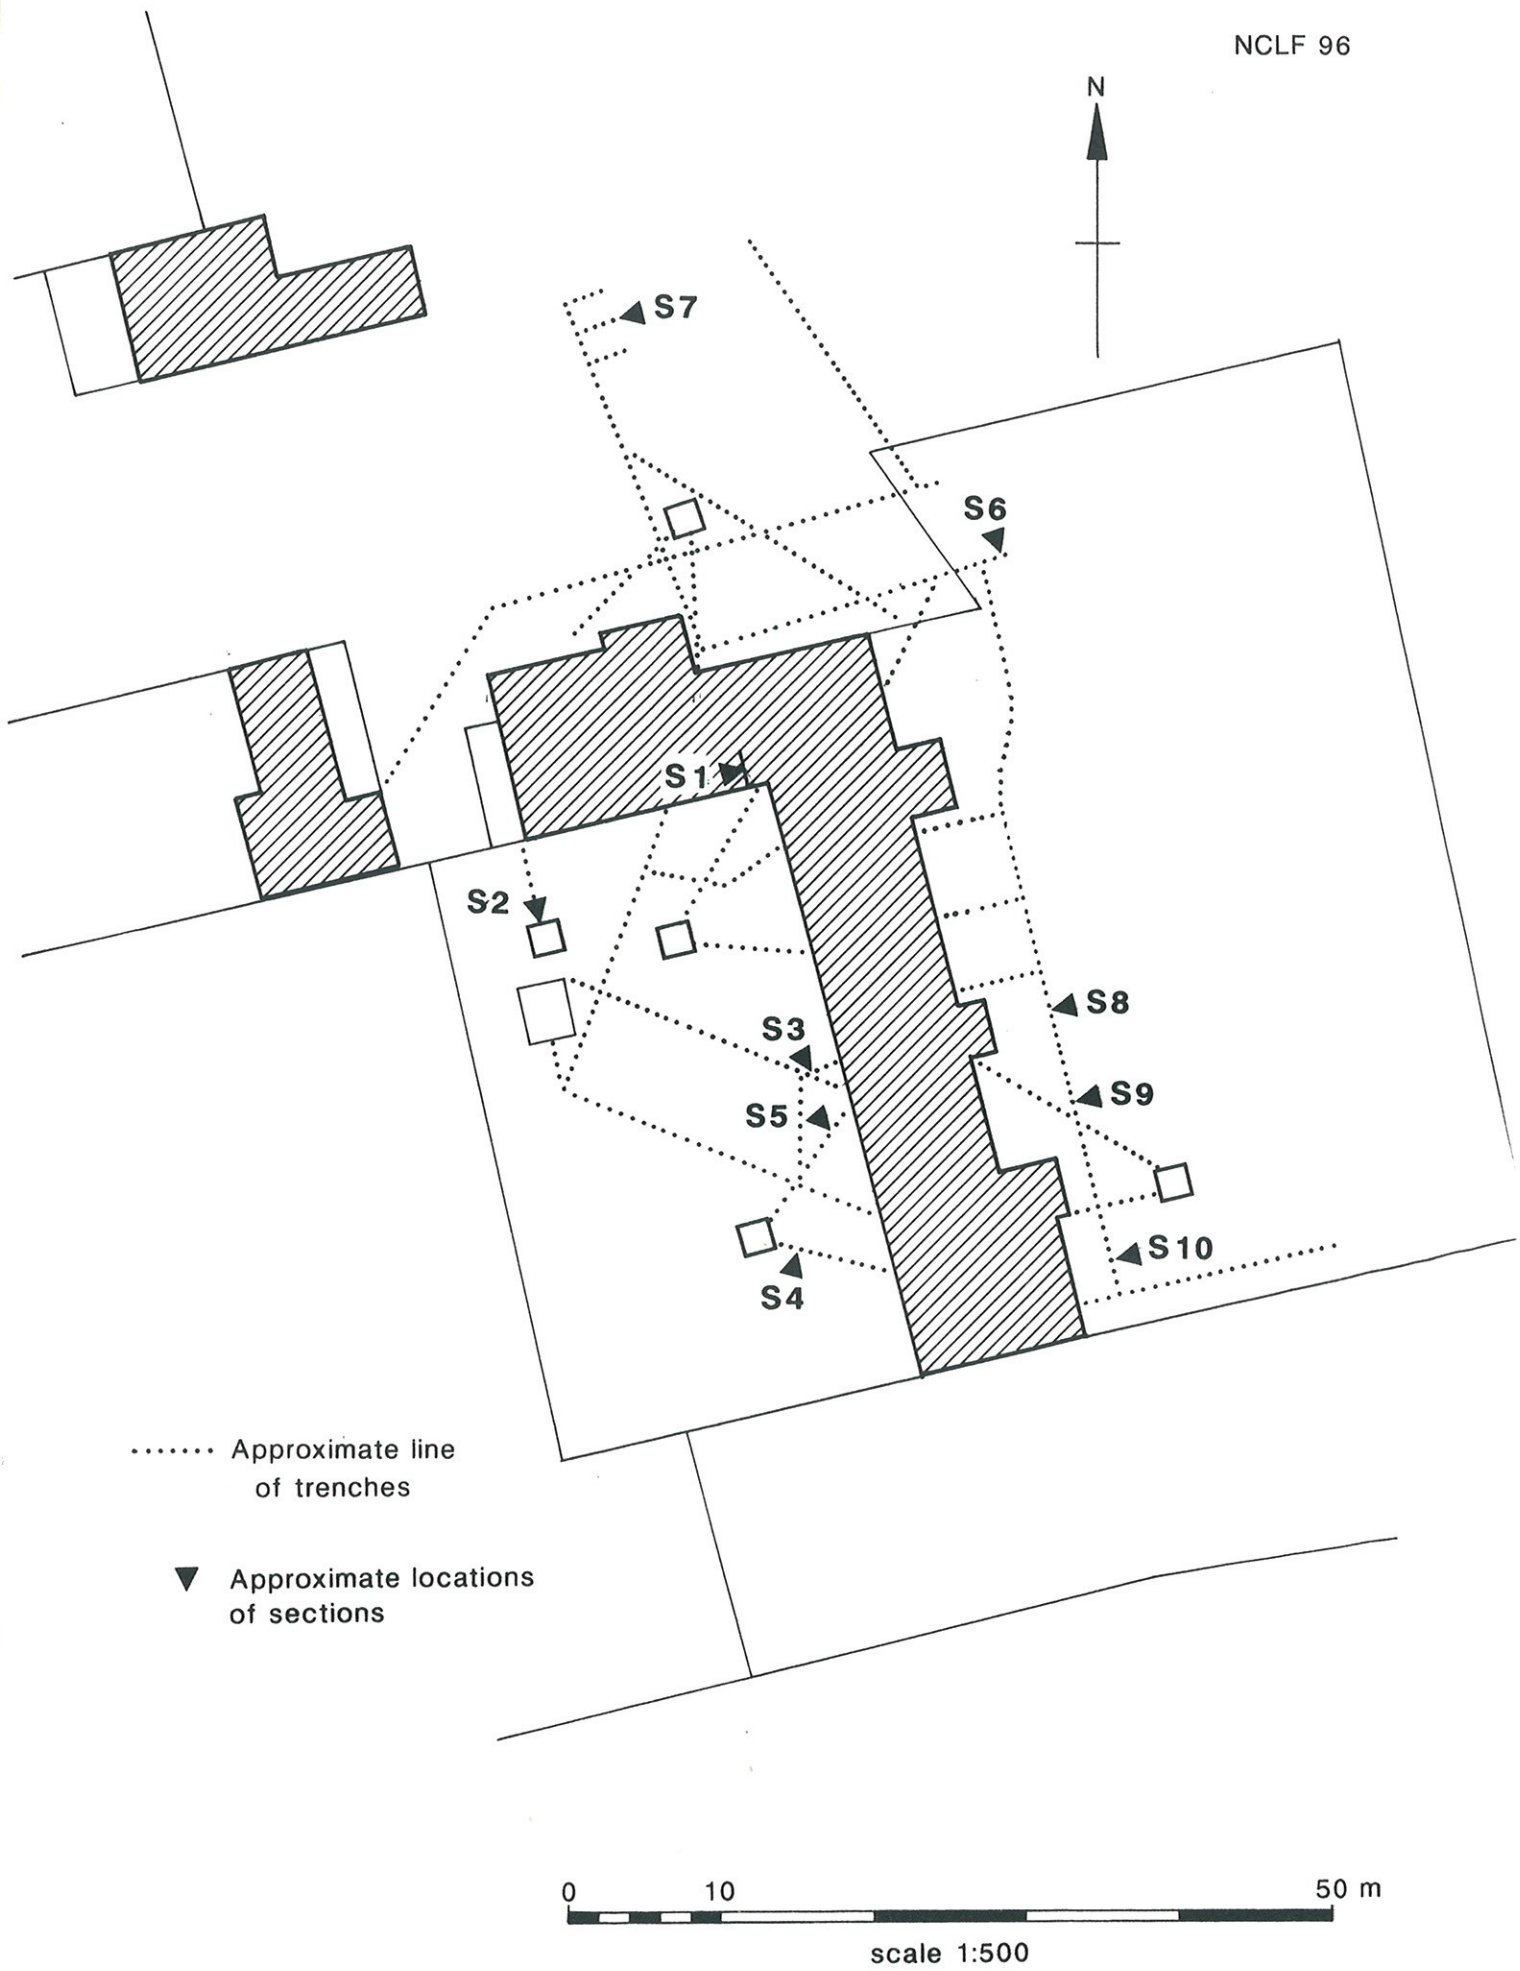 NCLF 96
N
S7
S6
S1
S2
S3
S8
S9
S5
S10
S4
Approximate line
of trenches
Approximate locations
of sections
0 10 50 m
scale 1:500